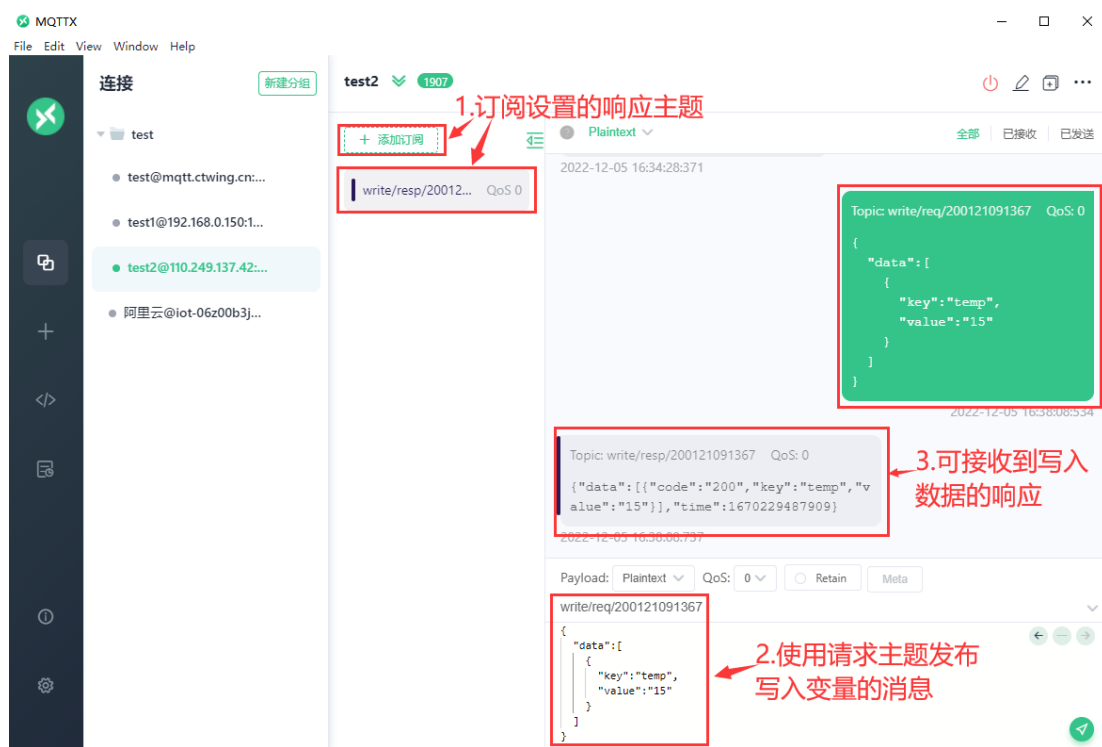 MQTTX
File Edit View Window Help
连接
新建分组
test
test@mqtt.ctwing.cn:...
test1@192.168.0.150:1...
test2@110.249.137.42:...
阿里云@iot-06z00b3j...
test2
1907
1.订阅设置的响应主题
+ 添加订阅
write/resp/20012... QoS 0
Plaintext
全部 已接收 已发送
2022-12-05 16:34:28:371
Topic: write/req/200121091367 QoS: 0
{
"data":[
{
"key":"temp",
"value":"15"
}
]
}
2022-12-05 16:38:08:534
Topic: write/resp/200121091367 QoS: 0
{"data":[{"code":"200","key":"temp","v
alue":"15"}],"time":1670229487909}
2022-12-05 16:38:08:737
3.可接收到写入
数据的响应
Payload: Plaintext QoS: 0 Retain Meta
write/req/200121091367
{
"data":[
{
"key":"temp",
"value":"15"
}
]
}
2.使用请求主题发布
写入变量的消息